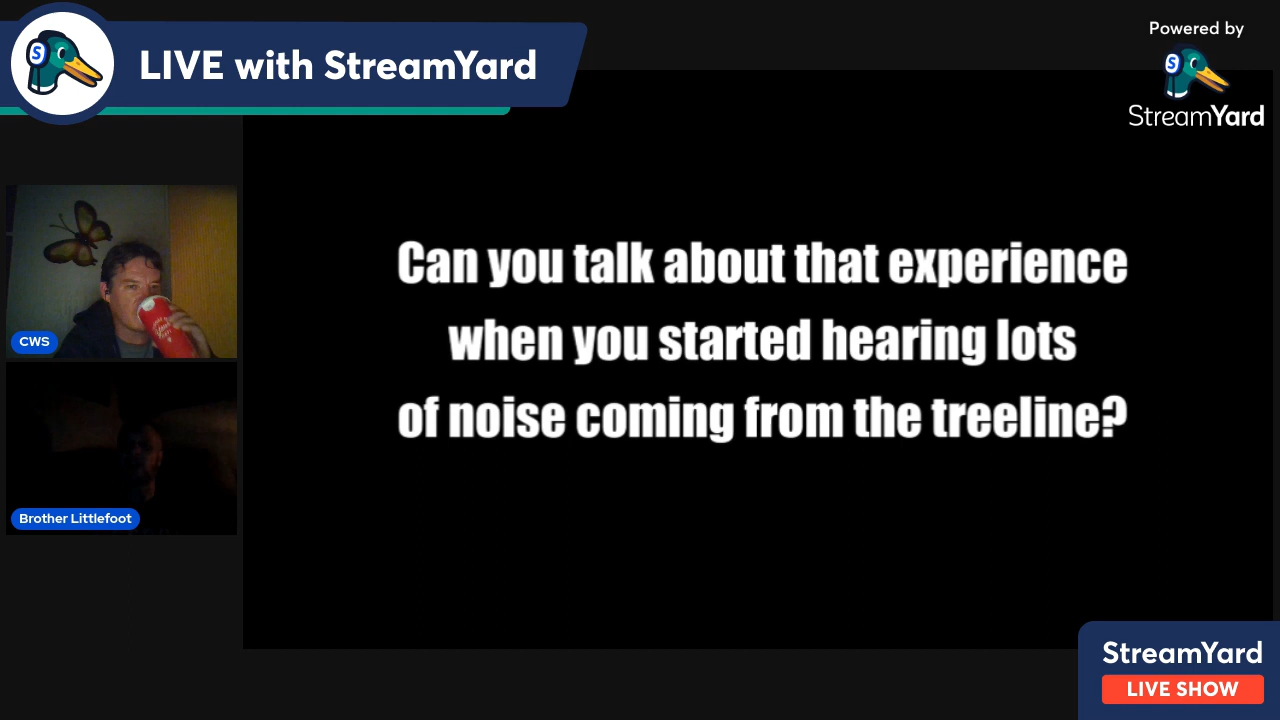 LIVE with StreamYard
Powered by
StreamYard
CWS
Brother Littlefoot
Can you talk about that experience
when you started hearing lots
of noise coming from the treeline?
StreamYard
LIVE SHOW